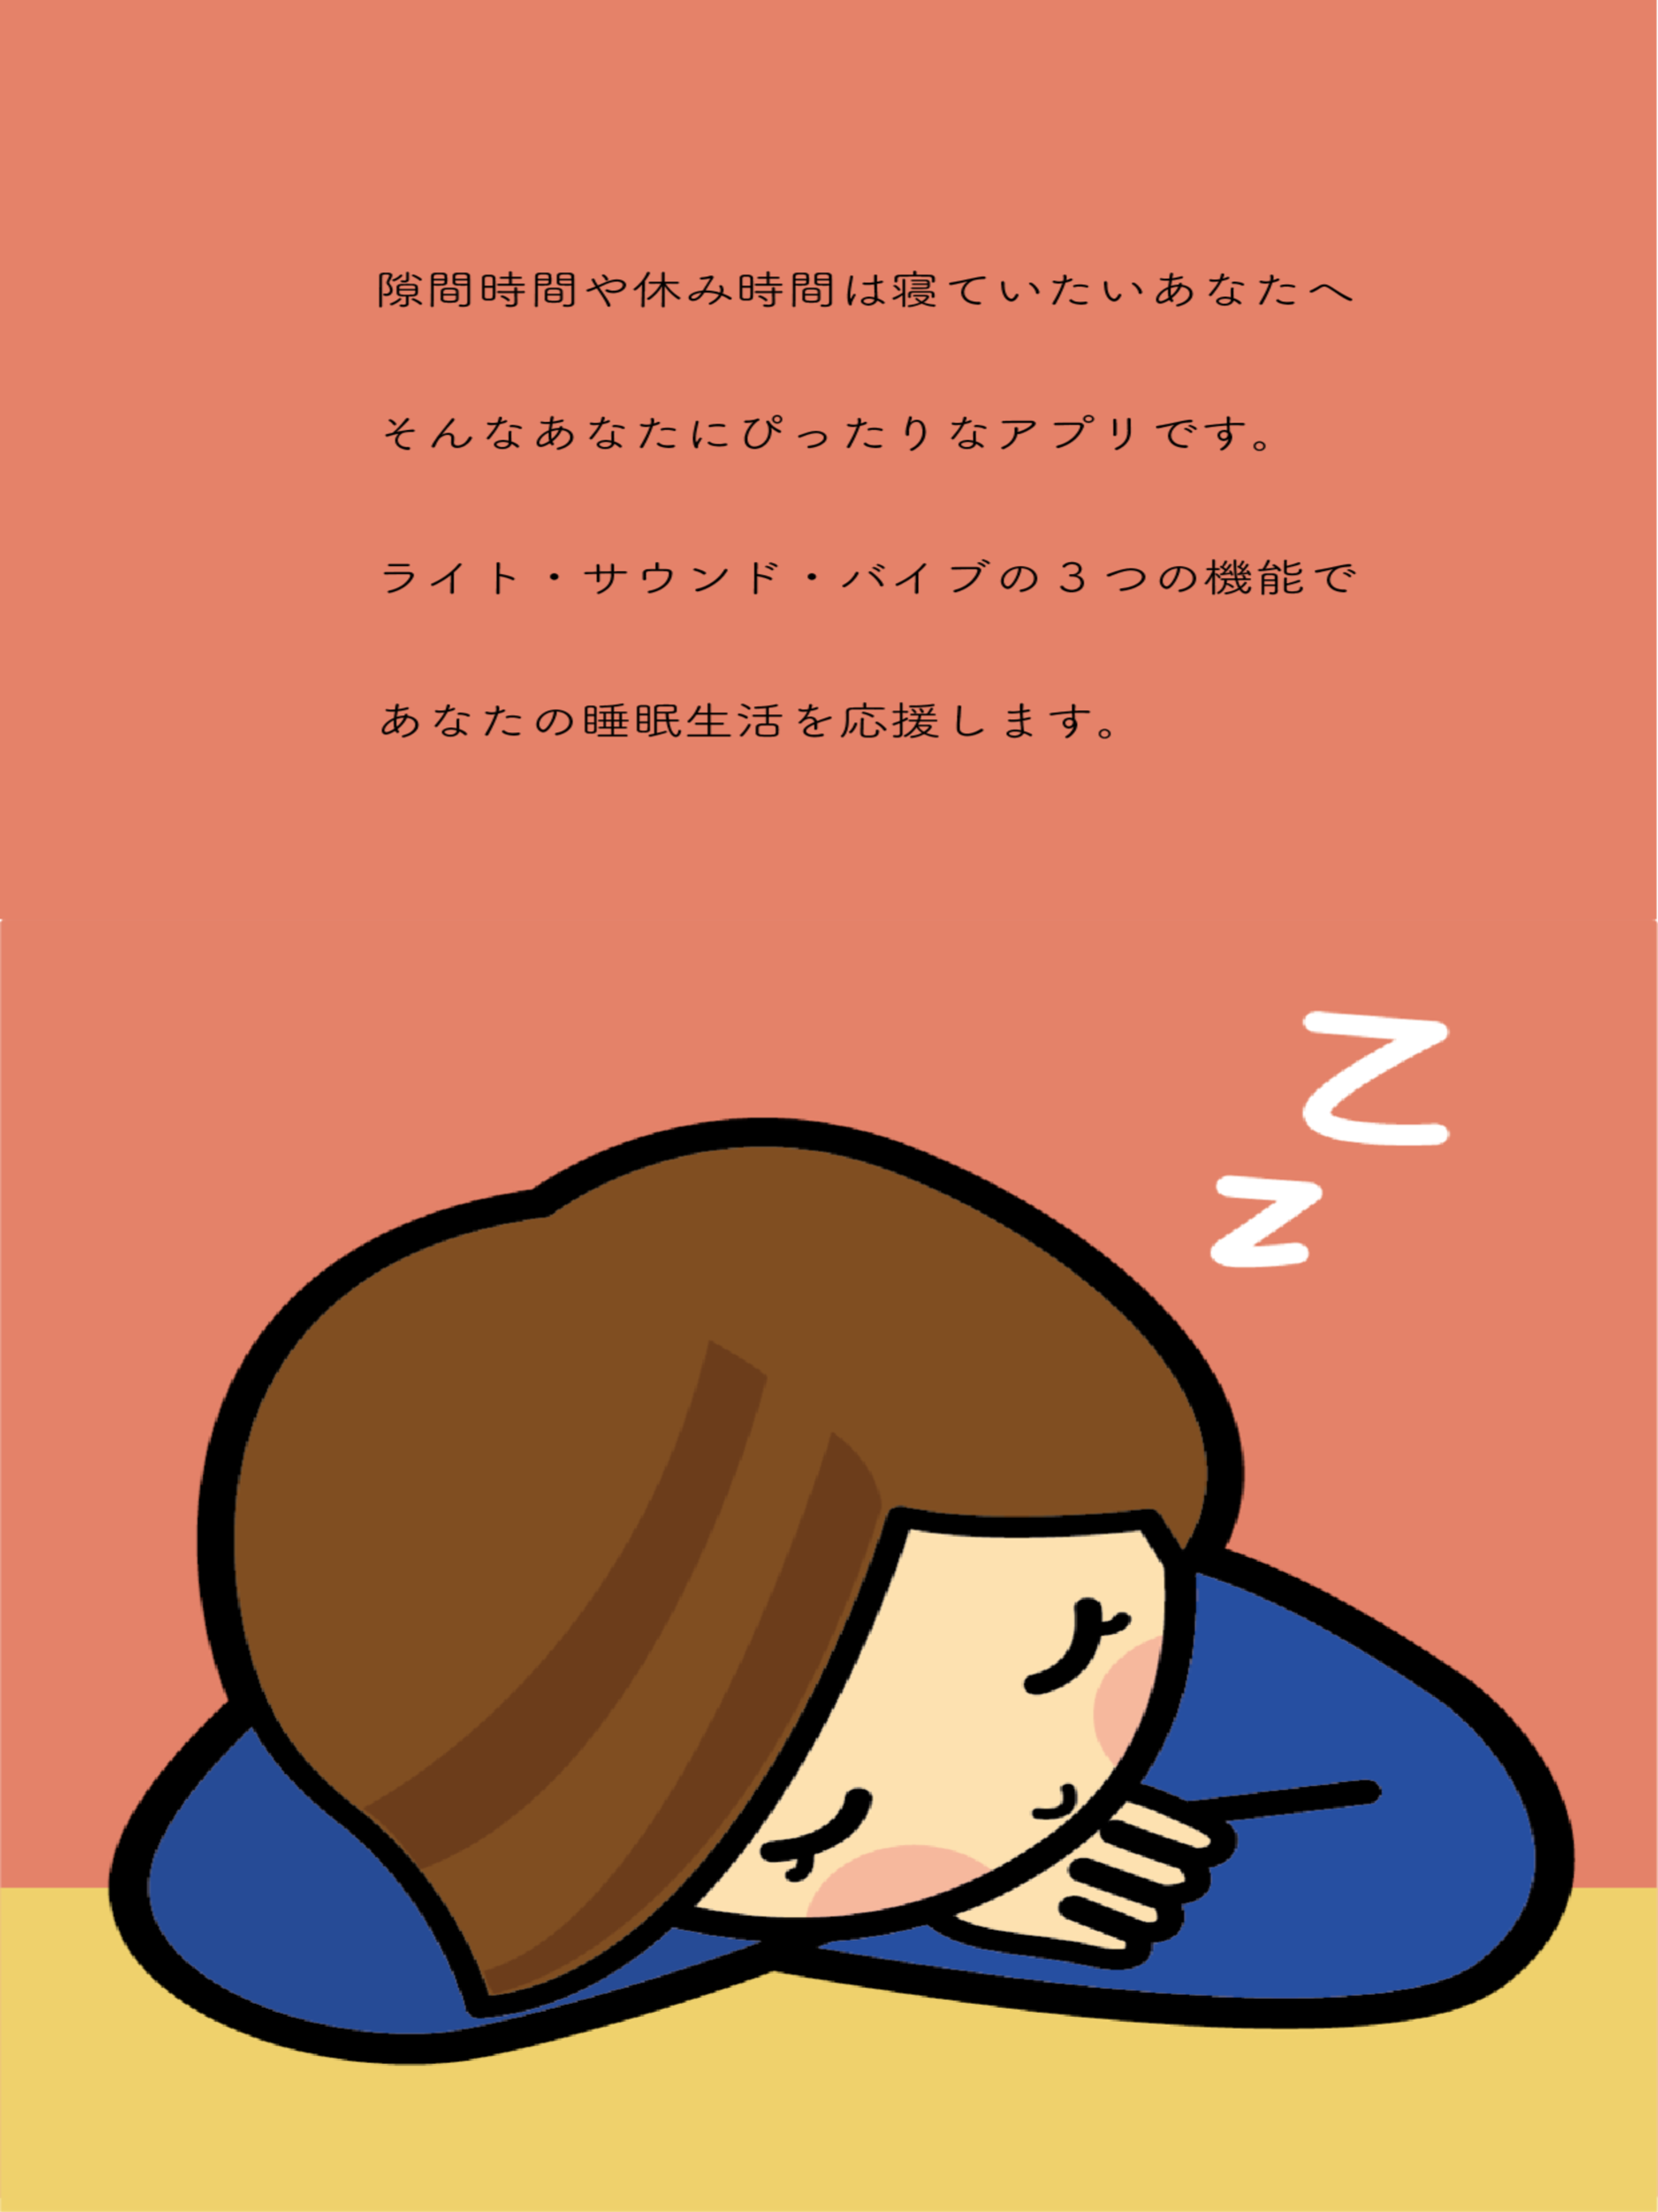 隙間時間や休み時間は寝ていたいあなたへ
そんなあなたにぴったりなアプリです。
ライト・サウンド・バイブの３つの機能で
あなたの睡眠生活を応援します。
Z
z